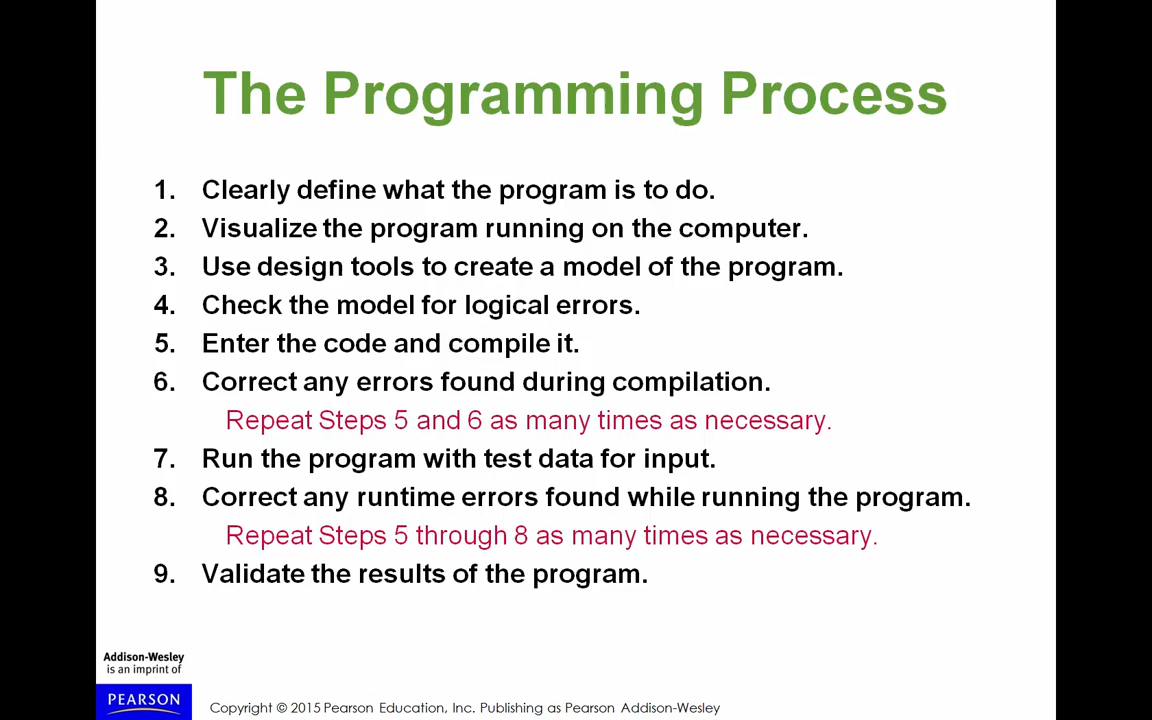 The Programming Process
1. Clearly define what the program is to do.
2. Visualize the program running on the computer.
3. Use design tools to create a model of the program.
4. Check the model for logical errors.
5. Enter the code and compile it.
6. Correct any errors found during compilation.
Repeat Steps 5 and 6 as many times as necessary.
7. Run the program with test data for input.
8. Correct any runtime errors found while running the program.
Repeat Steps 5 through 8 as many times as necessary.
9. Validate the results of the program.
Addison-Wesley
is an imprint of
PEARSON
Copyright © 2015 Pearson Education, Inc. Publishing as Pearson Addison-Wesley